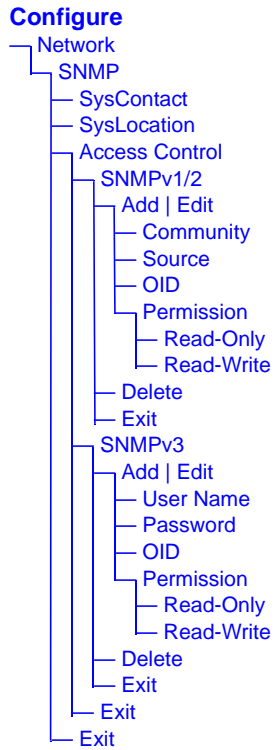 Configure
Network
SNMP
SysContact
SysLocation
Access Control
SNMPv1/2
Add | Edit
Community
Source
OID
Permission
Read-Only
Read-Write
Delete
Exit
SNMPv3
Add | Edit
User Name
Password
OID
Permission
Read-Only
Read-Write
Delete
Exit
Exit
Exit